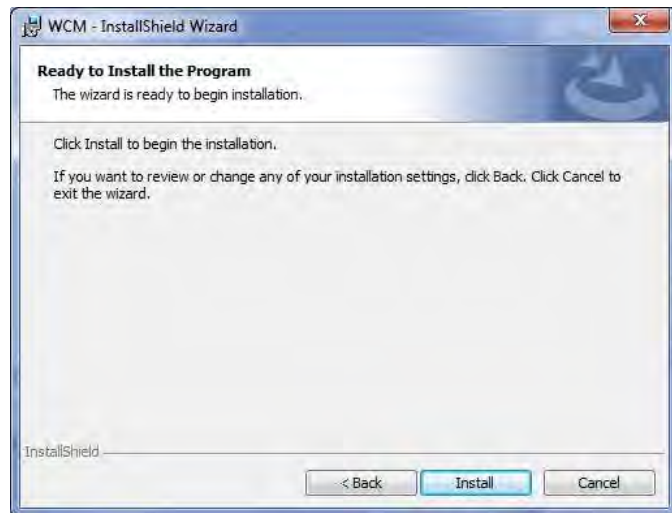 WCM - InstallShield Wizard
Ready to Install the Program
The wizard is ready to begin installation.
Click Install to begin the installation.
If you want to review or change any of your installation settings, click Back. Click Cancel to
exit the wizard.
InstallShield
< Back Install Cancel